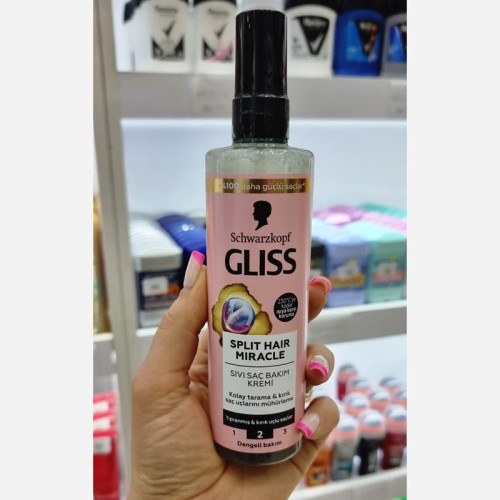 %100 daha güçlü saçlar*
Schwarzkopf
GLISS
230°C'ye
kadar
ısıya karşı
koruma
SPLIT HAIR
MIRACLE
SIVI SAÇ BAKIM
KREMİ
Kolay tarama & kırık
saç uçlarını mühürleme
Yıpranmış & kırık uçlu saçlar
1 2 3
Dengeli bakım